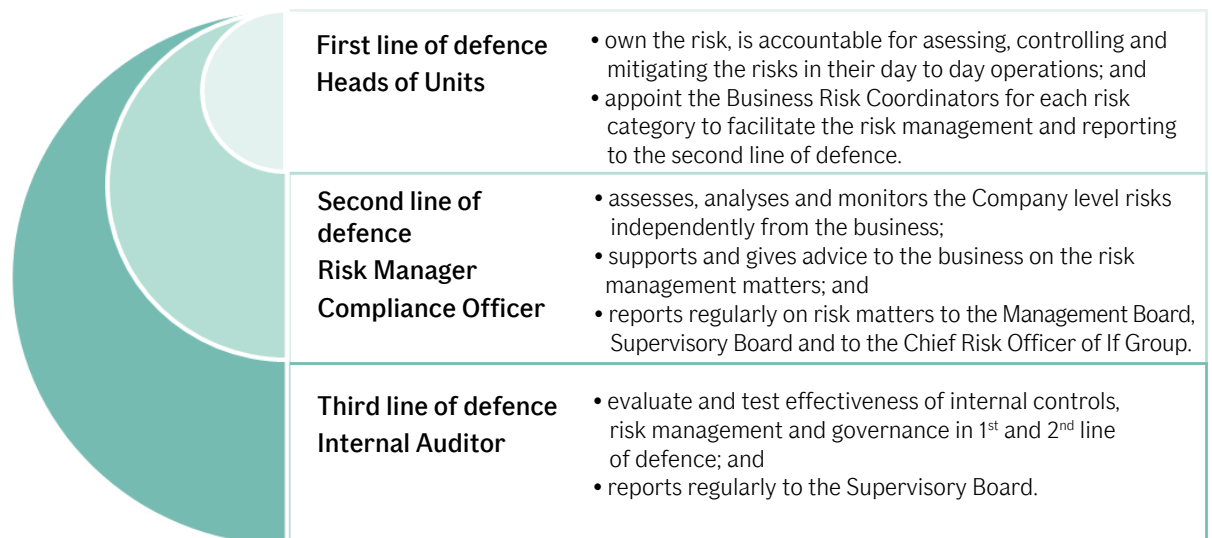 First line of defence
Heads of Units
• own the risk, is accountable for asessing, controlling and
mitigating the risks in their day to day operations; and
• appoint the Business Risk Coordinators for each risk
category to facilitate the risk management and reporting
to the second line of defence.
Second line of
defence
Risk Manager
Compliance Officer
• assesses, analyses and monitors the Company level risks
independently from the business;
• supports and gives advice to the business on the risk
management matters; and
• reports regularly on risk matters to the Management Board,
Supervisory Board and to the Chief Risk Officer of If Group.
Third line of defence
Internal Auditor
• evaluate and test effectiveness of internal controls,
risk management and governance in 1st and 2nd line
of defence; and
• reports regularly to the Supervisory Board.